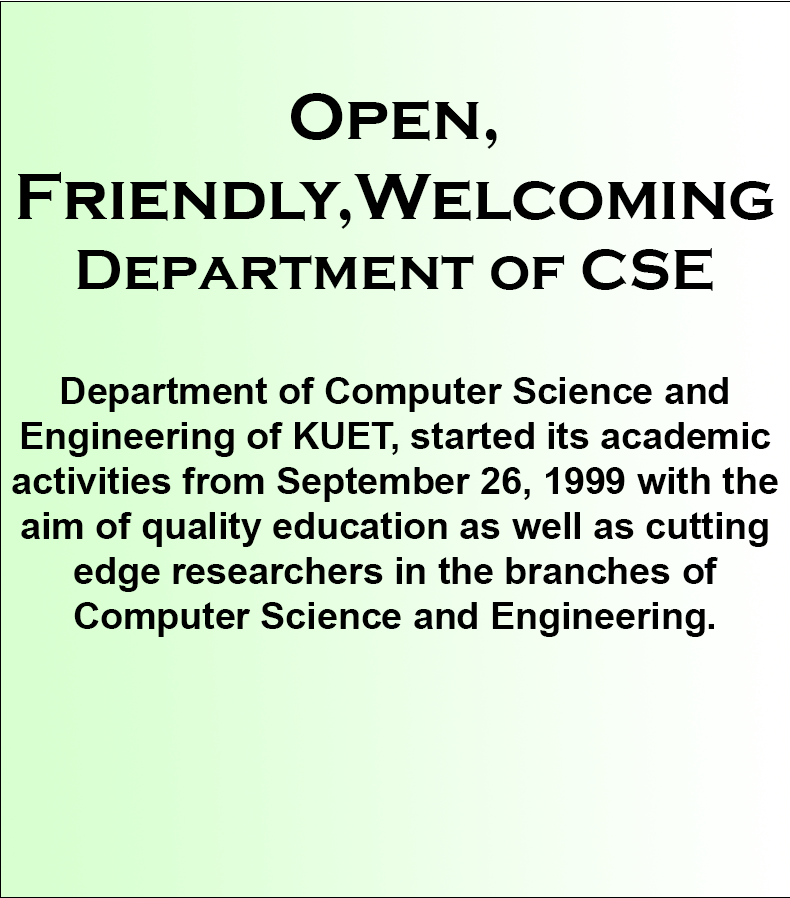 OPEN,
FRIENDLY,WELCOMING
DEPARTMENT OF CSE
Department of Computer Science and
Engineering of KUET, started its academic
activities from September 26, 1999 with the
aim of quality education as well as cutting
edge researchers in the branches of
Computer Science and Engineering.